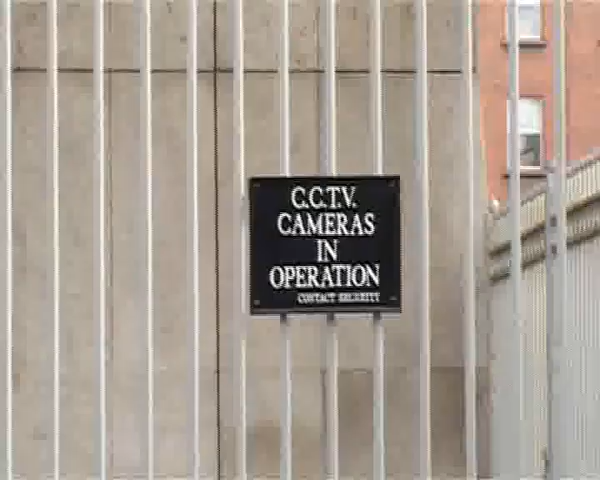 C.C.T.V.
CAMERAS
IN
OPERATION
CONTACT SECURITY